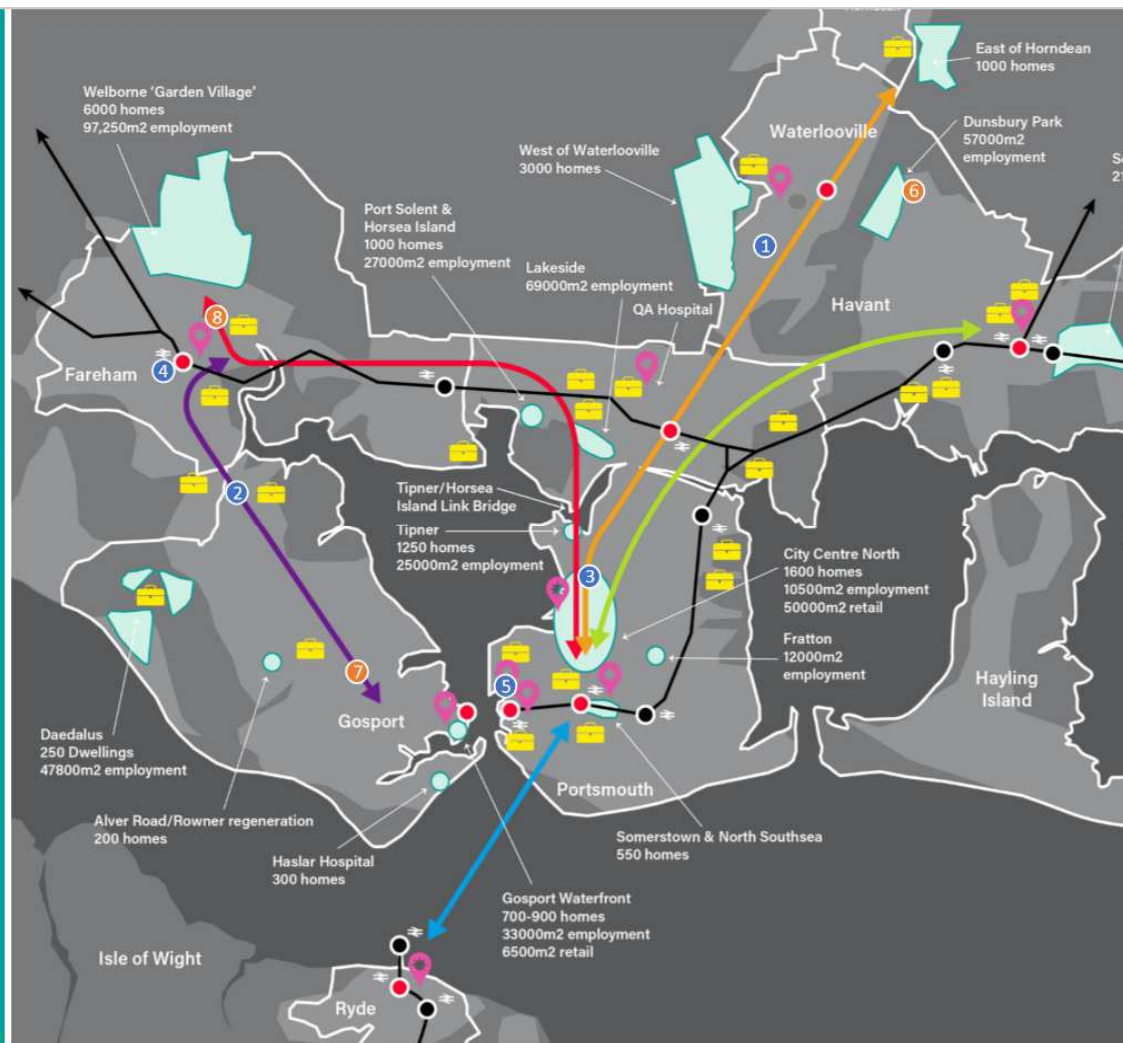 East of Horndean
1000 homes
Welborne 'Garden Village'
6000 homes
97,250m2 employment
Waterlooville
Dunsbury Park
57000m2
employment
West of Waterlooville
3000 homes
6
Port Solent &
Horsea Island
1000 homes
27000m2 employment
1
Lakeside
69000m2 employment
QA Hospital
Havant
8
Fareham
4
2
Tipner/Horsea
Island Link Bridge
Tipner
1250 homes
25000m2 employment
3
City Centre North
1600 homes
10500m2 employment
50000m2 retail
Fratton
12000m2
employment
7
5
Gosport
Hayling
Island
Daedalus
250 Dwellings
47800m2 employment
Portsmouth
Alver Road/Rowner regeneration
200 homes
Haslar Hospital
300 homes
Somerstown & North Southsea
550 homes
Gosport Waterfront
700-900 homes
33000m2 employment
6500m2 retail
Isle of Wight
Ryde